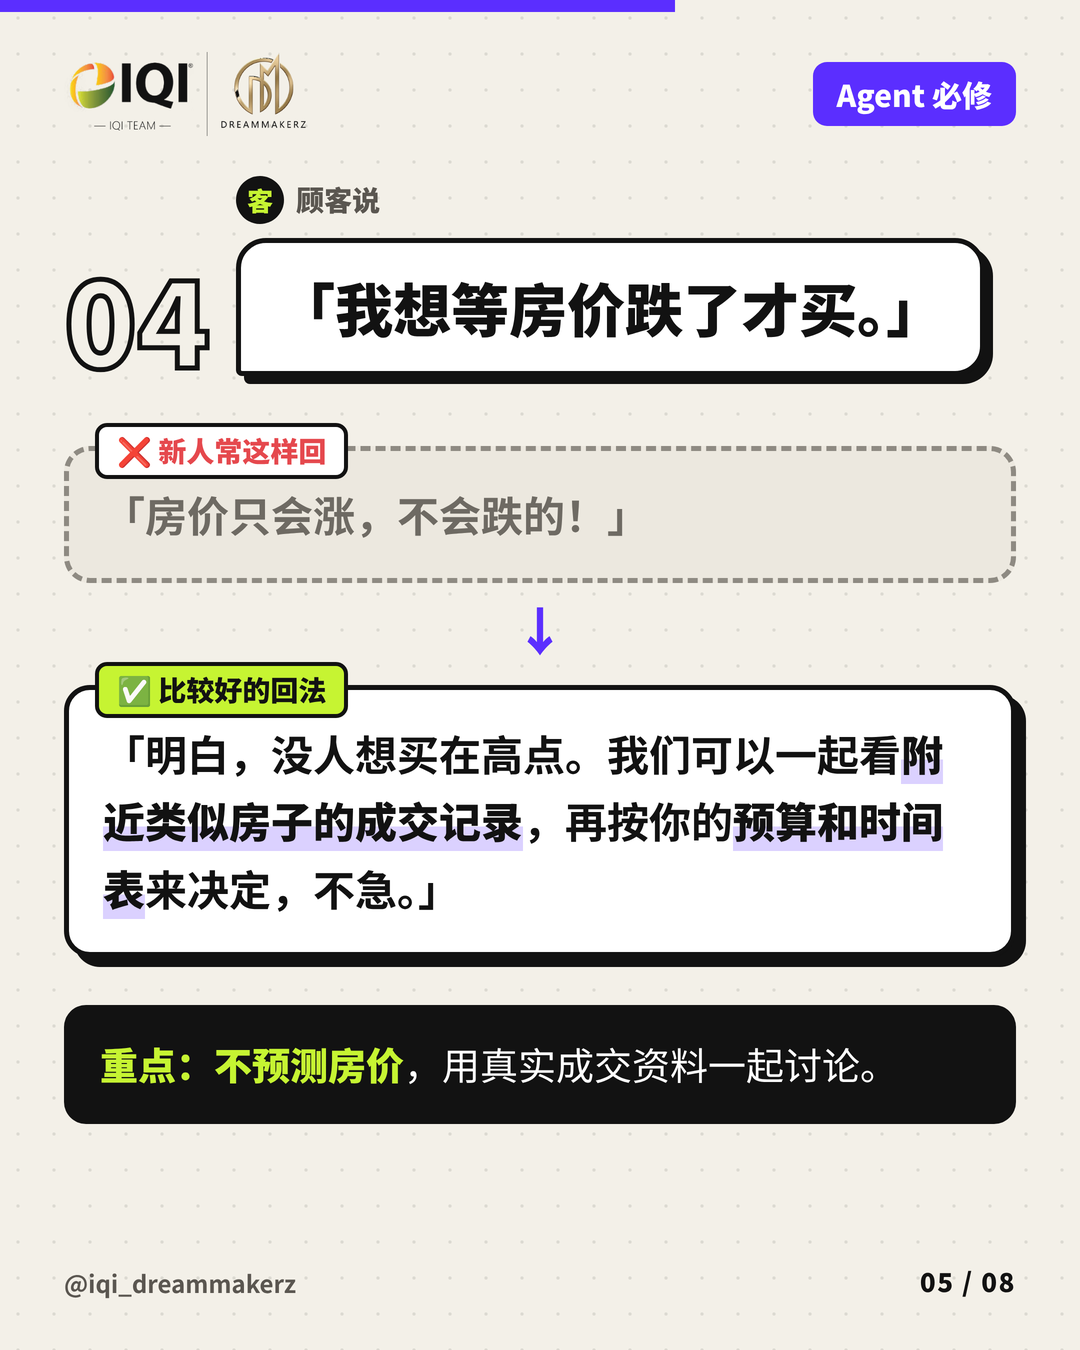 IQI
— IQI TEAM —
DREAMMAKERZ
Agent 必修
客 顾客说
04
「我想等房价跌了才买。」
❌ 新人常这样回
「房价只会涨，不会跌的！」
↓
✅ 比较好的回法
「明白，没人想买在高点。我们可以一起看附
近类似房子的成交记录，再按你的预算和时间
表来决定，不急。」
重点：不预测房价，用真实成交资料一起讨论。
@iqi_dreammakerz
05 / 08